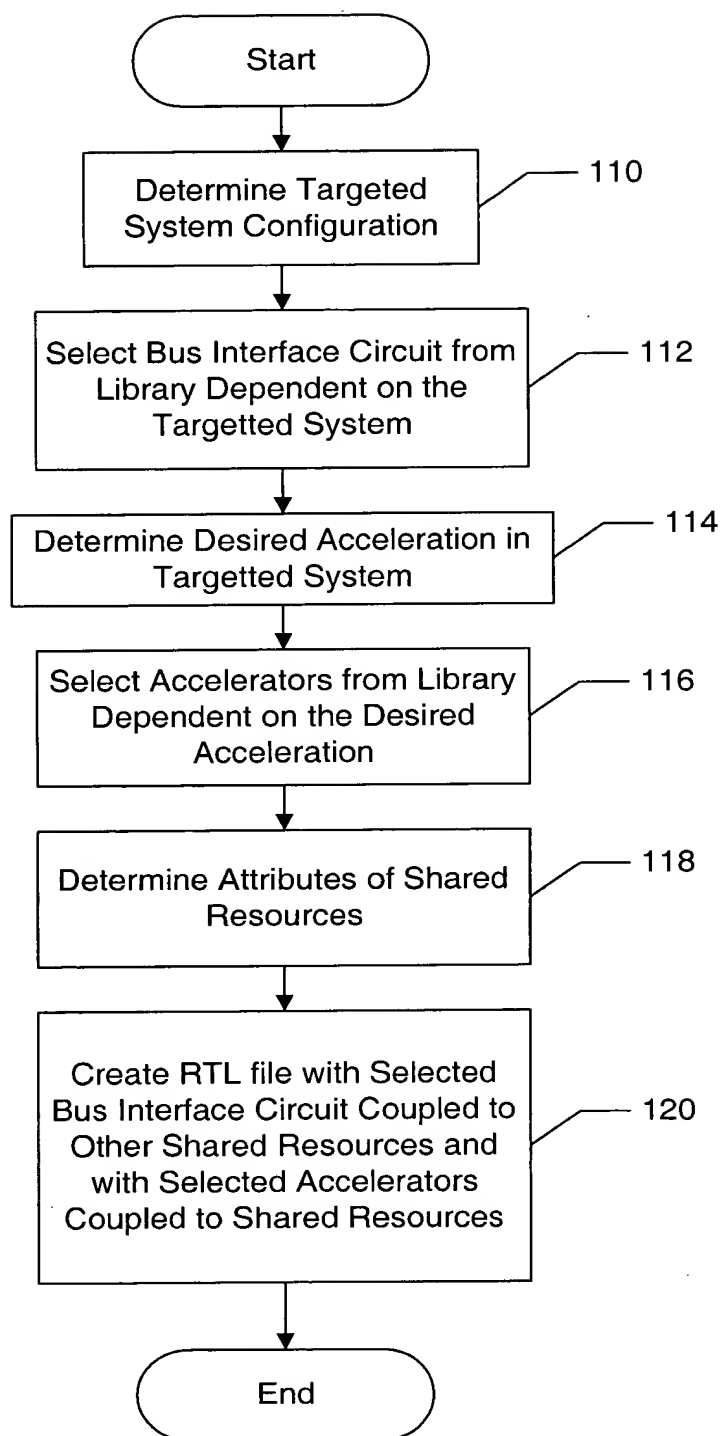 Start
Determine Targeted
System Configuration
110
Select Bus Interface Circuit from
Library Dependent on the
Targetted System
112
Determine Desired Acceleration in
Targetted System
114
Select Accelerators from Library
Dependent on the Desired
Acceleration
116
Determine Attributes of Shared
Resources
118
Create RTL file with Selected
Bus Interface Circuit Coupled to
Other Shared Resources and
with Selected Accelerators
Coupled to Shared Resources
120
End